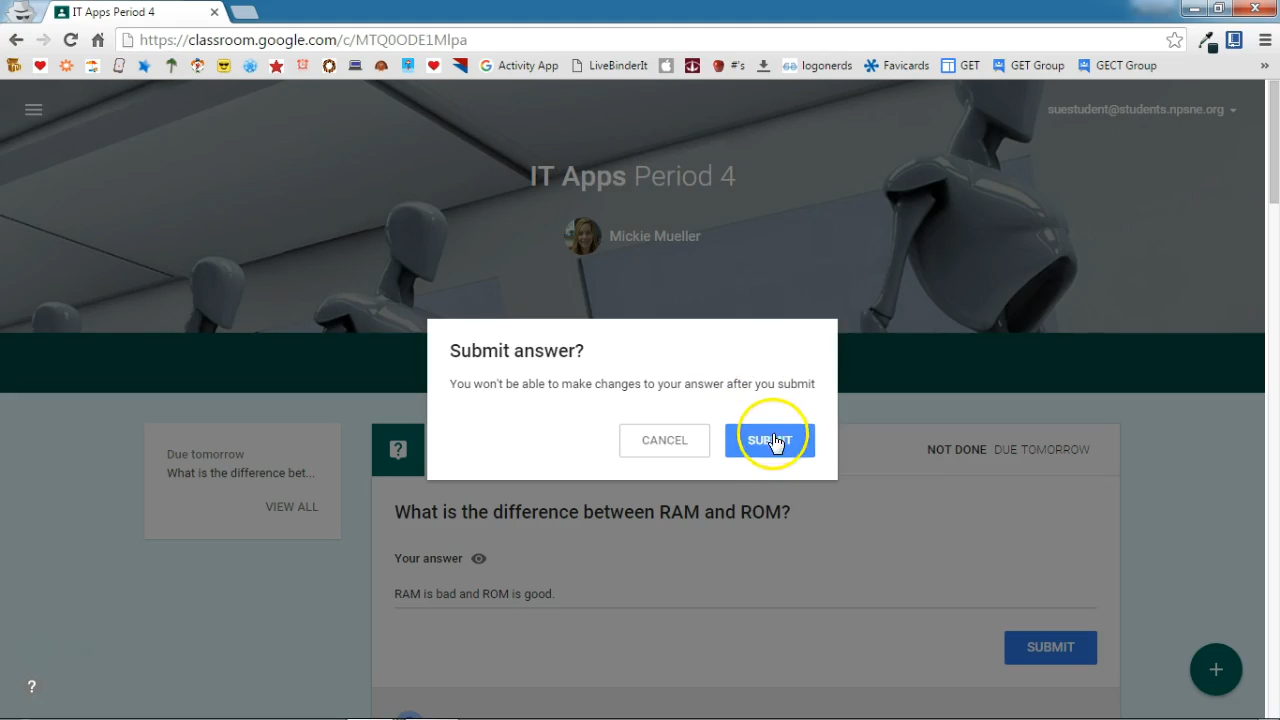 IT Apps Period 4
https://classroom.google.com/c/MTQ0ODE1Mlpa
Activity App LiveBinderIt #'s logonerds Favicards GET GET Group GECT Group »
suestudent@students.npsne.org
IT Apps Period 4
Mickie Mueller
Submit answer?
You won't be able to make changes to your answer after you submit
CANCEL SUBMIT
Due tomorrow
What is the difference bet...
VIEW ALL
?
NOT DONE DUE TOMORROW
What is the difference between RAM and ROM?
Your answer
RAM is bad and ROM is good.
SUBMIT
+
?